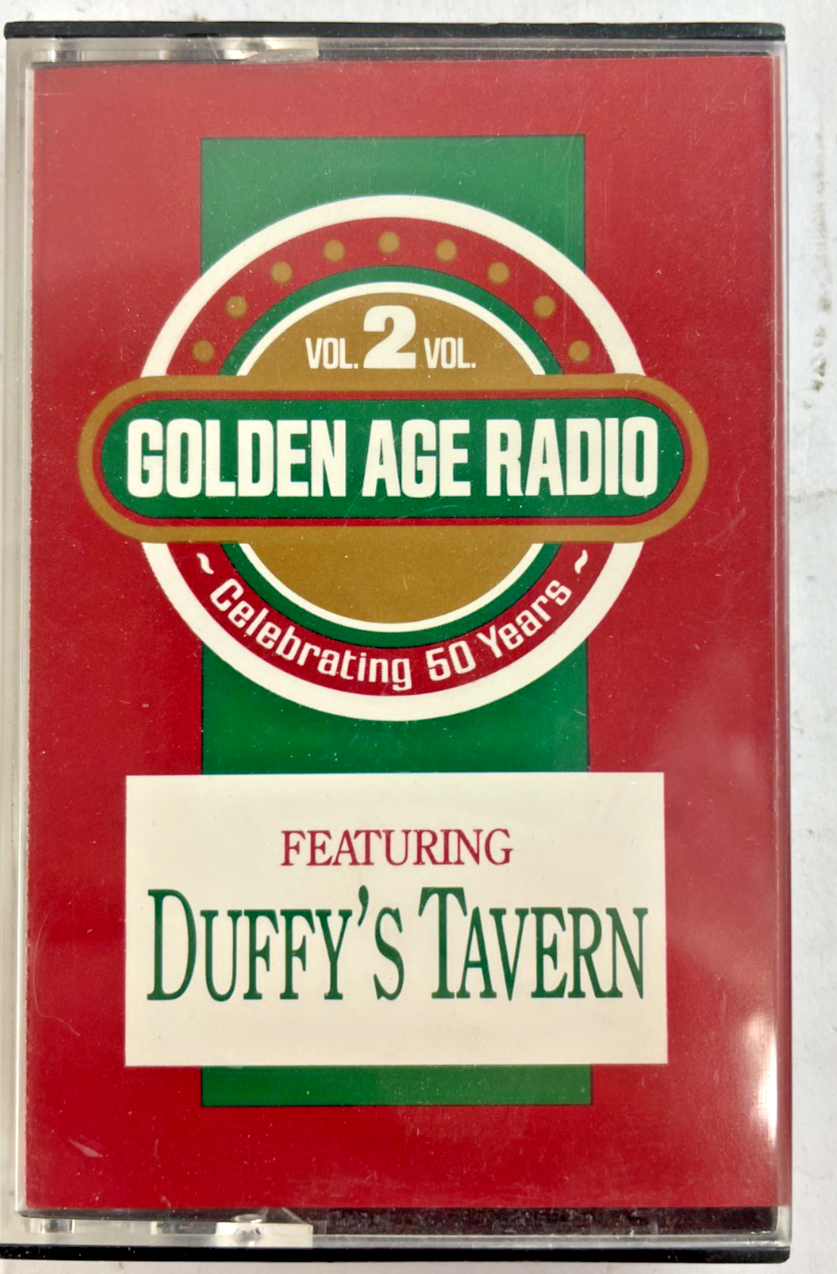 VOL. 2 VOL.
GOLDEN AGE RADIO
~ Celebrating 50 Years ~
FEATURING
DUFFY'S TAVERN